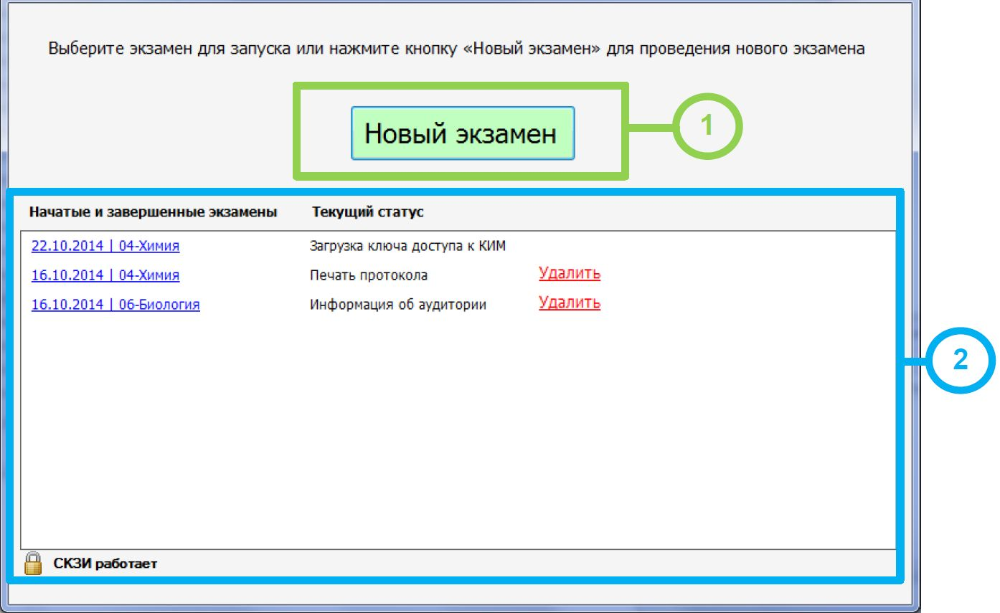 Выберите экзамен для запуска или нажмите кнопку «Новый экзамен» для проведения нового экзамена
Новый экзамен
1
Начатые и завершенные экзамены Текущий статус
22.10.2014 | 04-Химия Загрузка ключа доступа к КИМ
16.10.2014 | 04-Химия Печать протокола Удалить
16.10.2014 | 06-Биология Информация об аудитории Удалить
2
СКЗИ работает